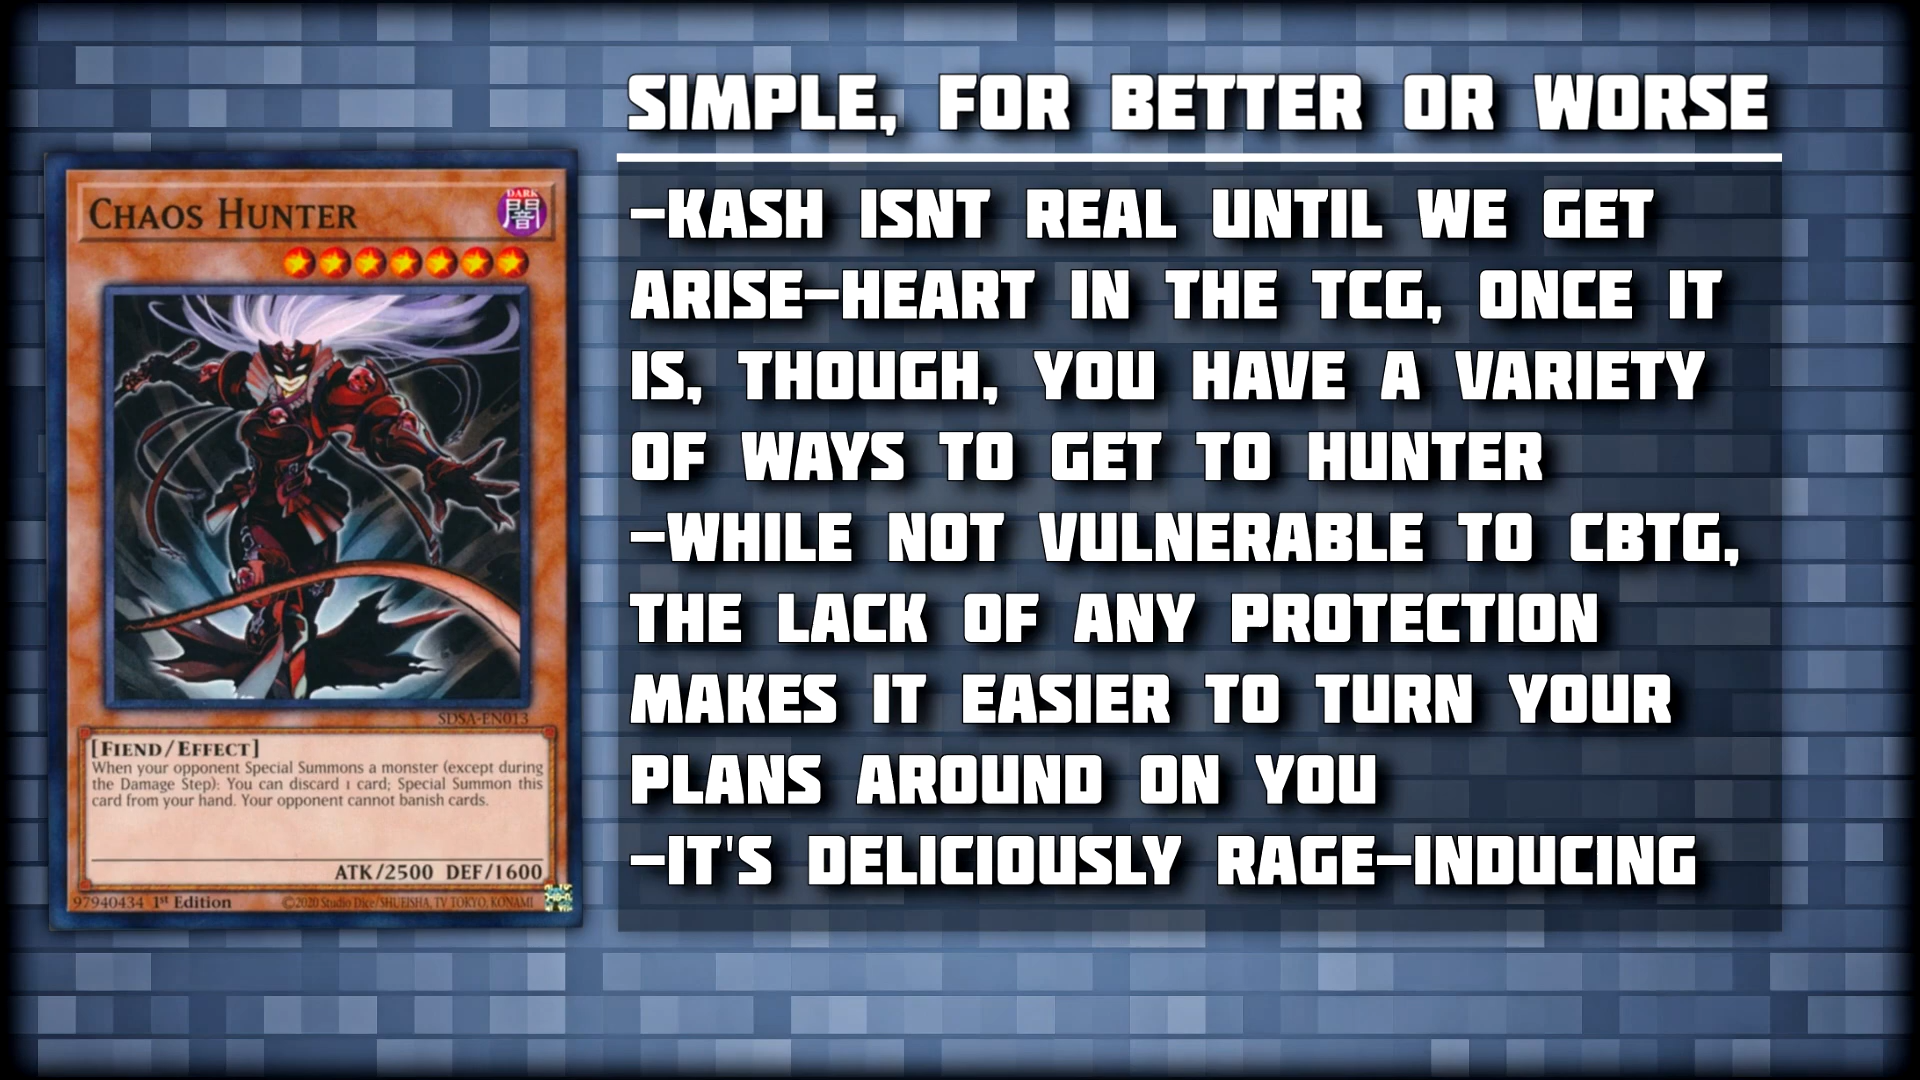 SIMPLE, FOR BETTER OR WORSE
-KASH ISNT REAL UNTIL WE GET
ARISE-HEART IN THE TCG, ONCE IT
IS, THOUGH, YOU HAVE A VARIETY
OF WAYS TO GET TO HUNTER
-WHILE NOT VULNERABLE TO CBTG,
THE LACK OF ANY PROTECTION
MAKES IT EASIER TO TURN YOUR
PLANS AROUND ON YOU
-IT'S DELICIOUSLY RAGE-INDUCING
CHAOS HUNTER
DARK
闇
SDSA-EN013
[FIEND/EFFECT]
When your opponent Special Summons a monster (except during
the Damage Step): You can discard 1 card; Special Summon this
card from your hand. Your opponent cannot banish cards.
ATK/2500 DEF/1600
97940434 1st Edition
©2020 Studio Dice/SHUEISHA, TV TOKYO, KONAMI